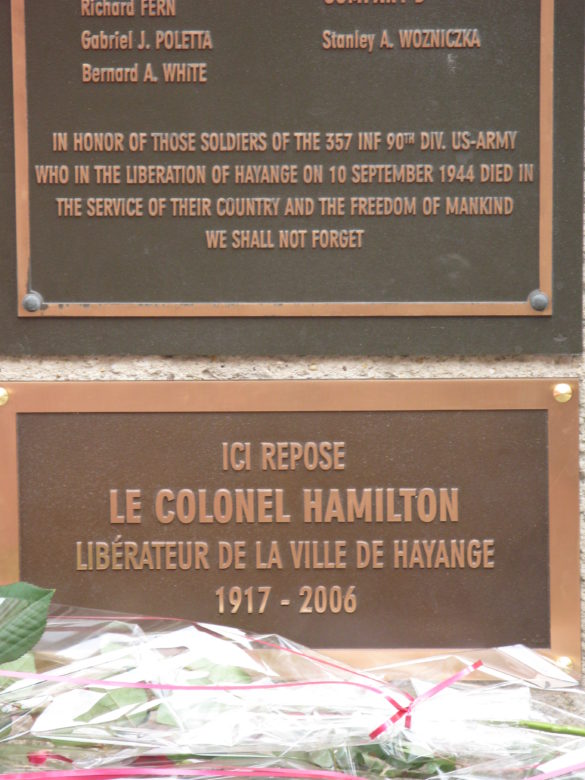 Richard FERN
COMPANY D
Gabriel J. POLETTA
Stanley A. WOZNICZKA
Bernard A. WHITE
IN HONOR OF THOSE SOLDIERS OF THE 357 INF 90TH DIV. US-ARMY
WHO IN THE LIBERATION OF HAYANGE ON 10 SEPTEMBER 1944 DIED IN
THE SERVICE OF THEIR COUNTRY AND THE FREEDOM OF MANKIND
WE SHALL NOT FORGET
ICI REPOSE
LE COLONEL HAMILTON
LIBÉRATEUR DE LA VILLE DE HAYANGE
1917 - 2006